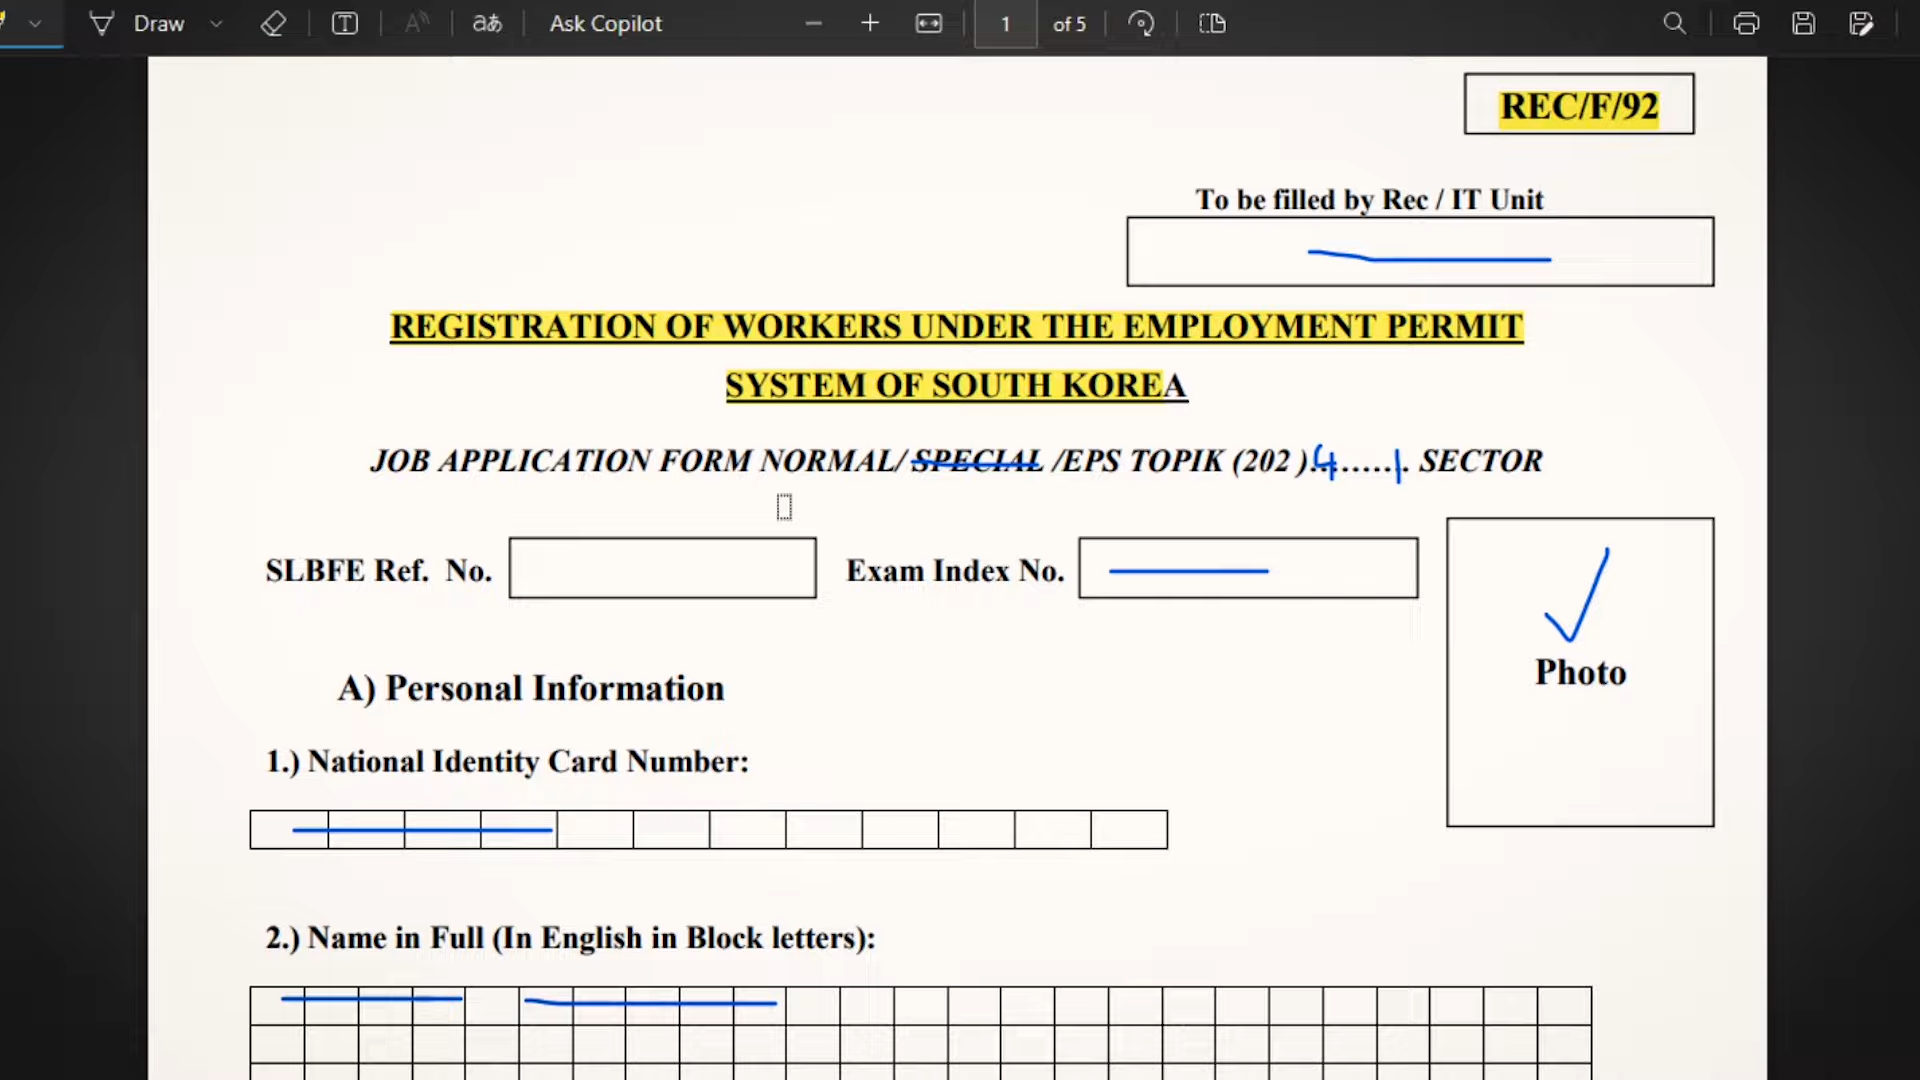 Draw
aあ
Ask Copilot
1 of 5
REC/F/92
To be filled by Rec / IT Unit
REGISTRATION OF WORKERS UNDER THE EMPLOYMENT PERMIT
SYSTEM OF SOUTH KOREA
JOB APPLICATION FORM NORMAL/ SPECIAL /EPS TOPIK (202 ).4......1. SECTOR
SLBFE Ref. No.
Exam Index No.
Photo
A) Personal Information
1.) National Identity Card Number:
2.) Name in Full (In English in Block letters):